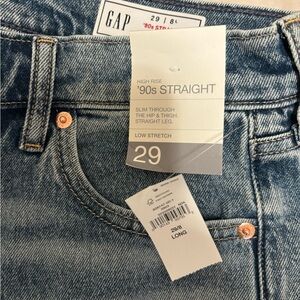 GAP
29 | 8
'90s STRA
HIGH RISE
'90S STRAIGHT
SLIM THROUGH
THE HIP & THIGH.
STRAIGHT LEG.
LOW STRETCH
29
29/8
LONG